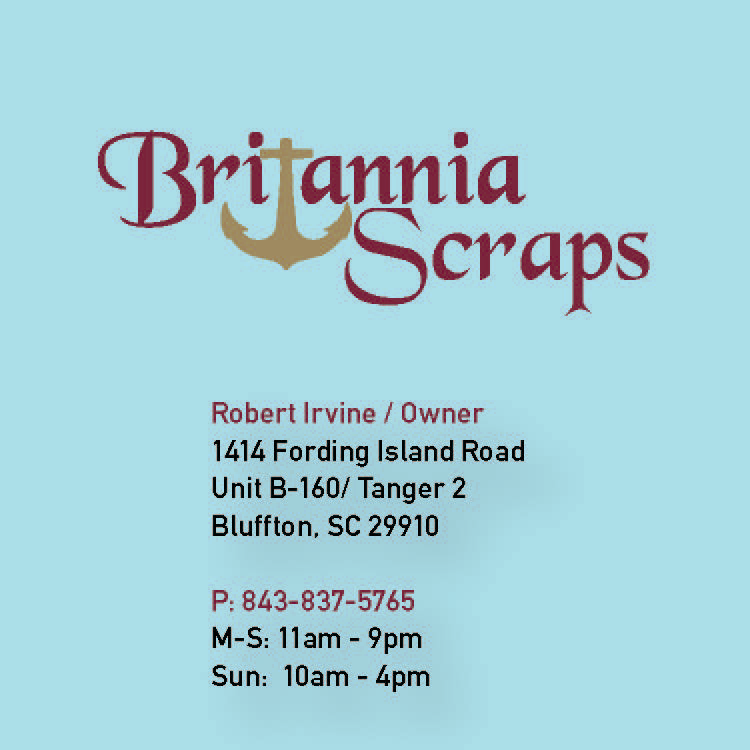 Britannia
Scraps
Robert Irvine / Owner
1414 Fording Island Road
Unit B-160/ Tanger 2
Bluffton, SC 29910
P: 843-837-5765
M-S: 11am - 9pm
Sun:  10am - 4pm